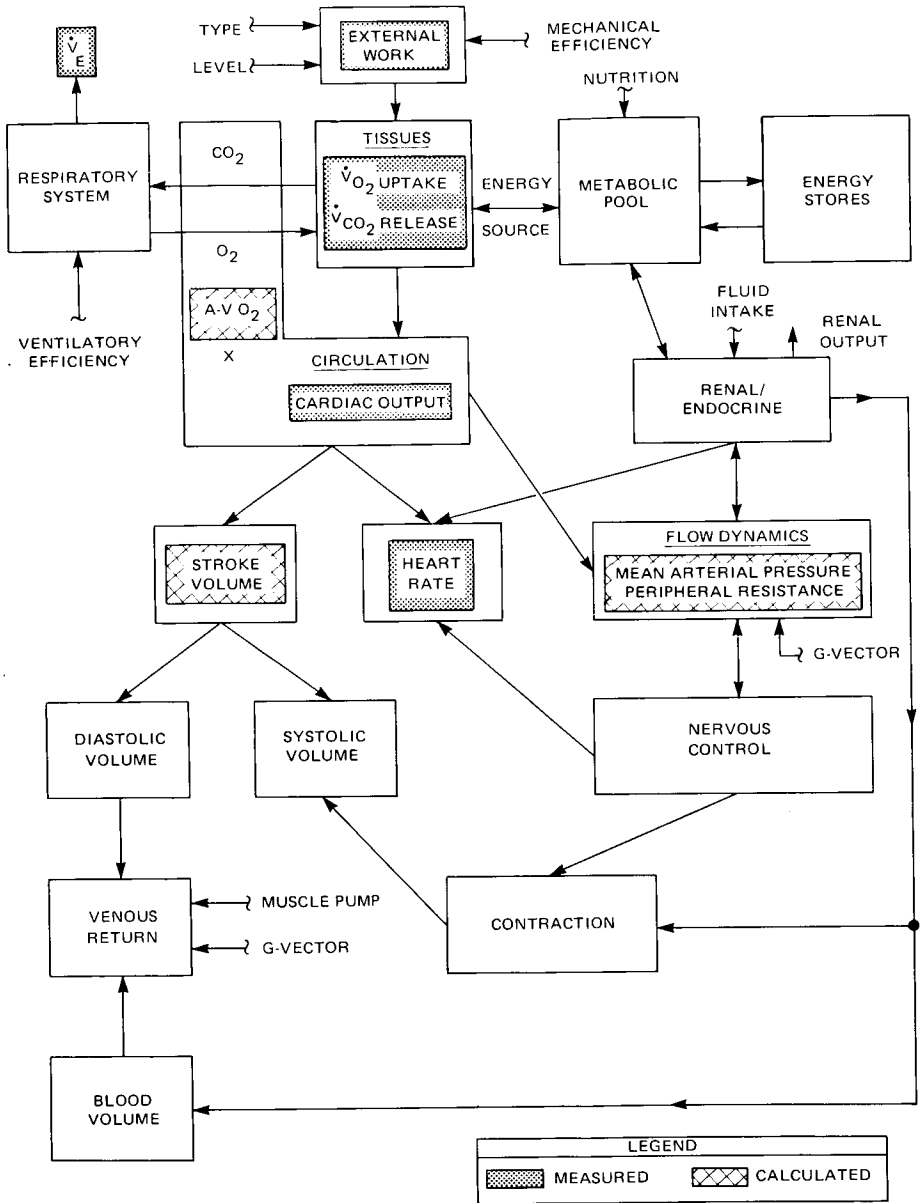 TYPE
LEVEL
EXTERNAL
WORK
MECHANICAL
EFFICIENCY
V̇E
NUTRITION
RESPIRATORY
SYSTEM
CO2
O2
A-V O2
X
TISSUES
V̇O2 UPTAKE
V̇CO2 RELEASE
ENERGY
SOURCE
METABOLIC
POOL
ENERGY
STORES
VENTILATORY
EFFICIENCY
CIRCULATION
CARDIAC OUTPUT
FLUID
INTAKE
RENAL
OUTPUT
RENAL/
ENDOCRINE
STROKE
VOLUME
HEART
RATE
FLOW DYNAMICS
MEAN ARTERIAL PRESSURE
PERIPHERAL RESISTANCE
G-VECTOR
DIASTOLIC
VOLUME
SYSTOLIC
VOLUME
NERVOUS
CONTROL
VENOUS
RETURN
MUSCLE PUMP
G-VECTOR
CONTRACTION
BLOOD
VOLUME
LEGEND
MEASURED
CALCULATED